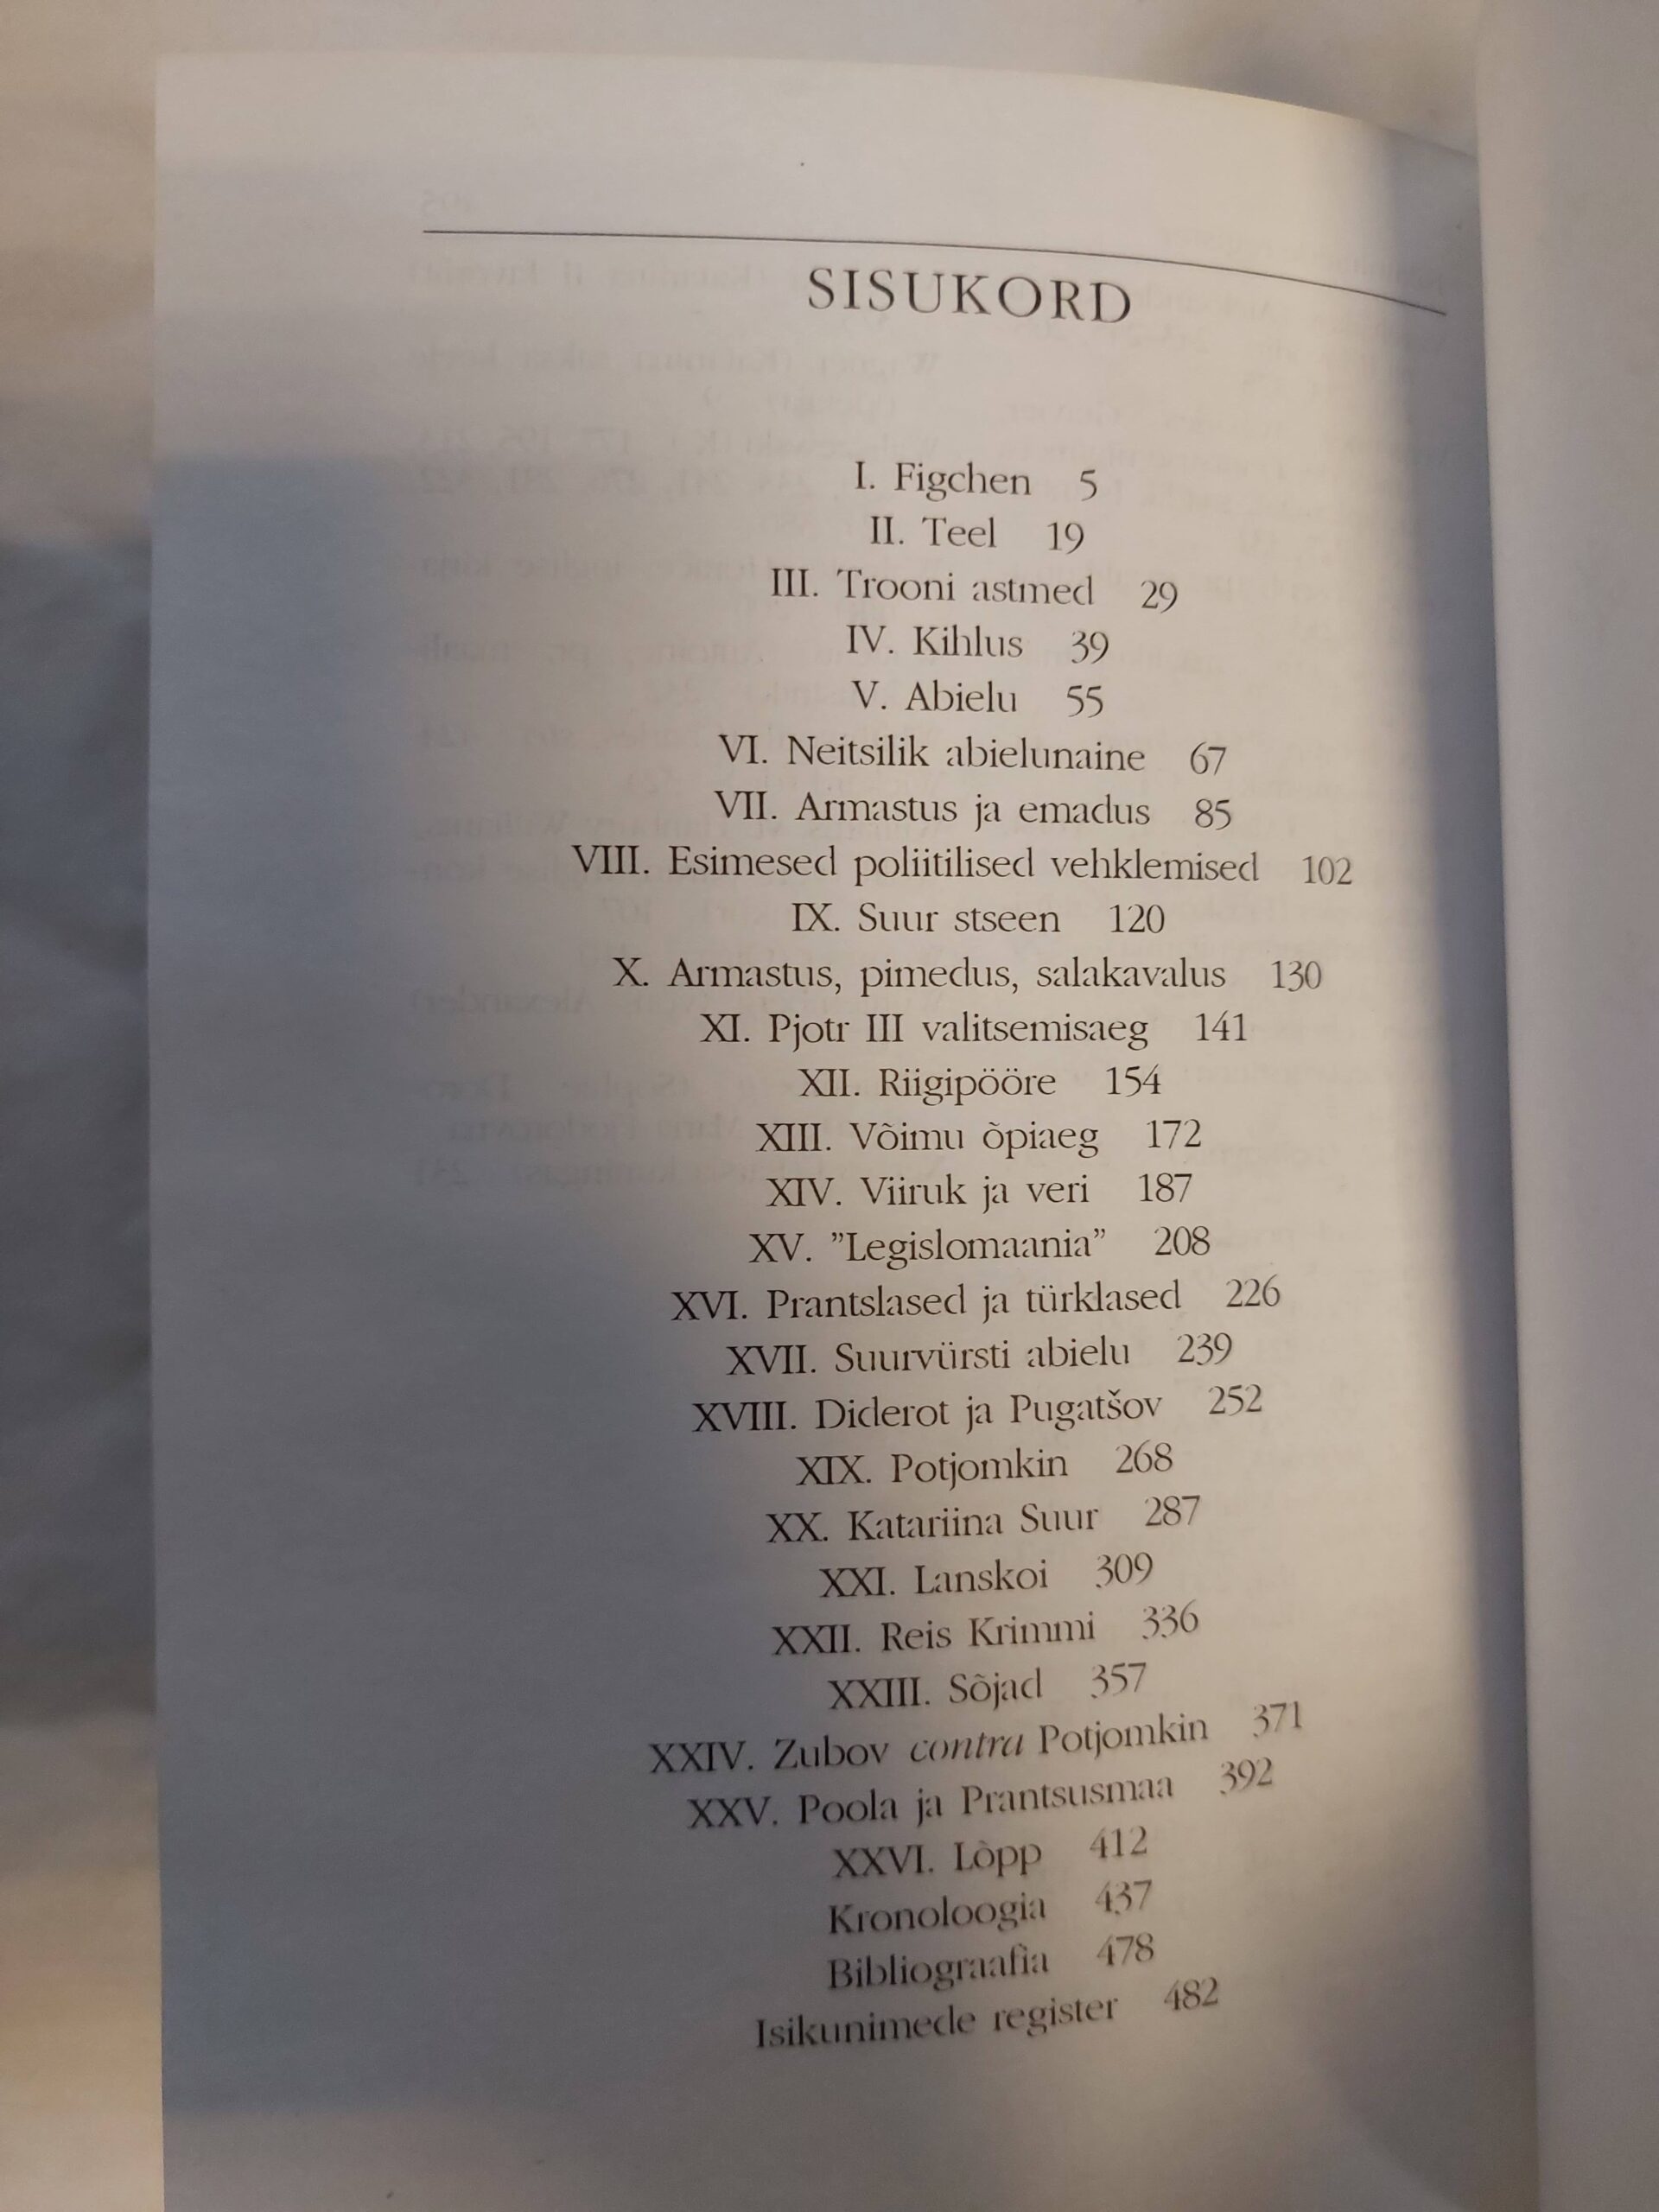 SISUKORD
I. Figchen 5
II. Teel 19
III. Trooni astmed 29
IV. Kihlus 39
V. Abielu 55
VI. Neitsilik abielunaine 67
VII. Armastus ja emadus 85
VIII. Esimesed poliitilised vehklemised 102
IX. Suur stseen 120
X. Armastus, pimedus, salakavalus 130
XI. Pjotr III valitsemisaeg 141
XII. Riigipööre 154
XIII. Võimu õpiaeg 172
XIV. Viiruk ja veri 187
XV. ”Legislomaania” 208
XVI. Prantslased ja türklased 226
XVII. Suurvürsti abielu 239
XVIII. Diderot ja Pugatšov 252
XIX. Potjomkin 268
XX. Katariina Suur 287
XXI. Lanskoi 309
XXII. Reis Krimmi 336
XXIII. Sõjad 357
XXIV. Zubov contra Potjomkin 371
XXV. Poola ja Prantsusmaa 392
XXVI. Lõpp 412
Kronoloogia 437
Bibliograafia 478
Isikunimede register 482